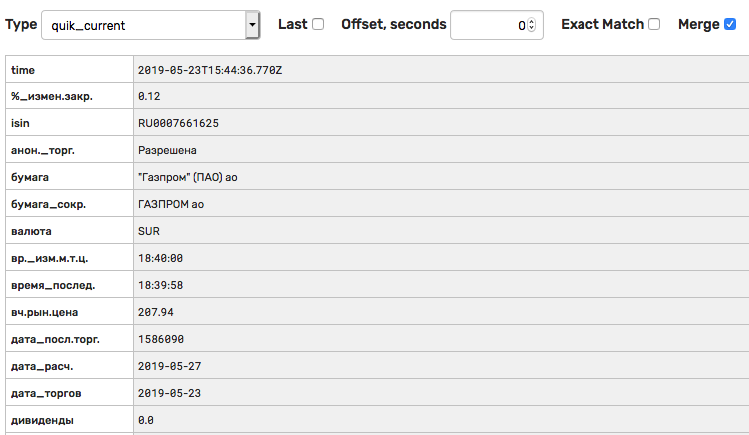 Type quik_current Last Offset, seconds 0 Exact Match Merge
time 2019-05-23T15:44:36.770Z
%_измен.закр. 0.12
isin RU0007661625
анон._торг. Разрешена
бумага "Газпром" (ПАО) ао
бумага_сокр. ГАЗПРОМ ао
валюта SUR
вр._изм.м.т.ц. 18:40:00
время_послед. 18:39:58
вч.рын.цена 207.94
дата_посл.торг. 1586090
дата_расч. 2019-05-27
дата_торгов 2019-05-23
дивиденды 0.0